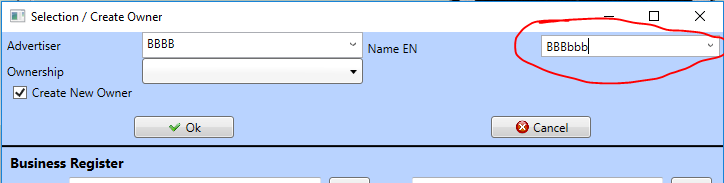 Selection / Create Owner
Advertiser BBBB Name EN BBBbbb
Ownership
Create New Owner
Ok Cancel
Business Register